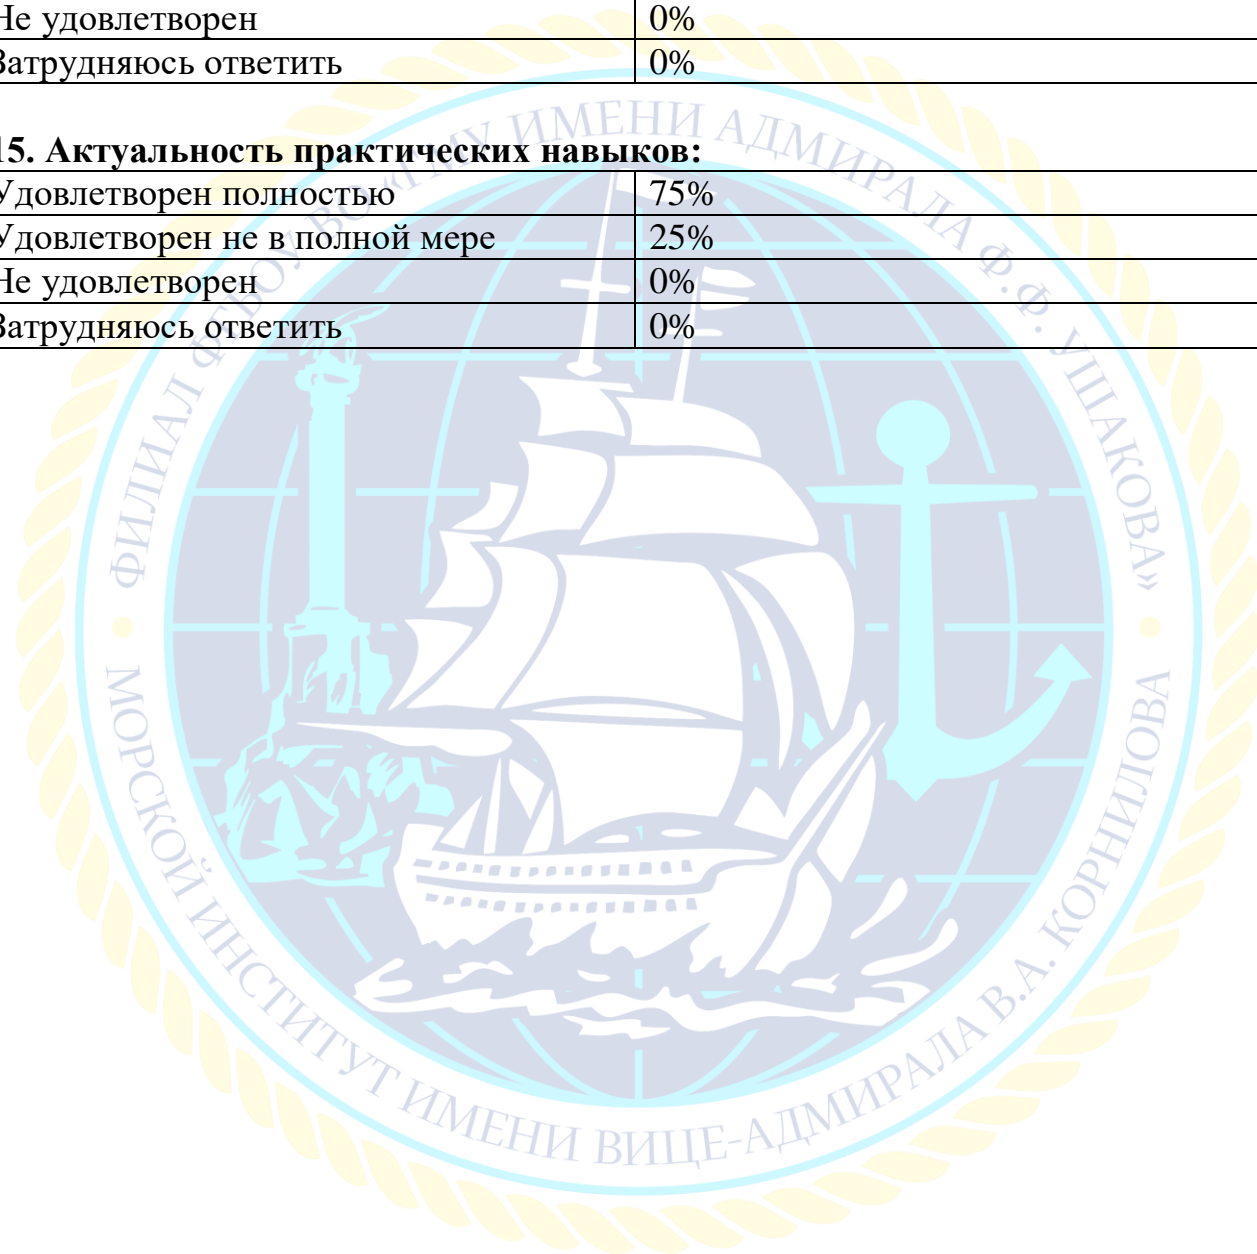 Не удовлетворен 0%
Затрудняюсь ответить 0%
15. Актуальность практических навыков:
Удовлетворен полностью 75%
Удовлетворен не в полной мере 25%
Не удовлетворен 0%
Затрудняюсь ответить 0%
ФИЛИАЛ ФГБОУ ВО «ГМУ ИМЕНИ АДМИРАЛА Ф.Ф. УШАКОВА»
МОРСКОЙ ИНСТИТУТ ИМЕНИ ВИЦЕ-АДМИРАЛА В.А. КОРНИЛОВА